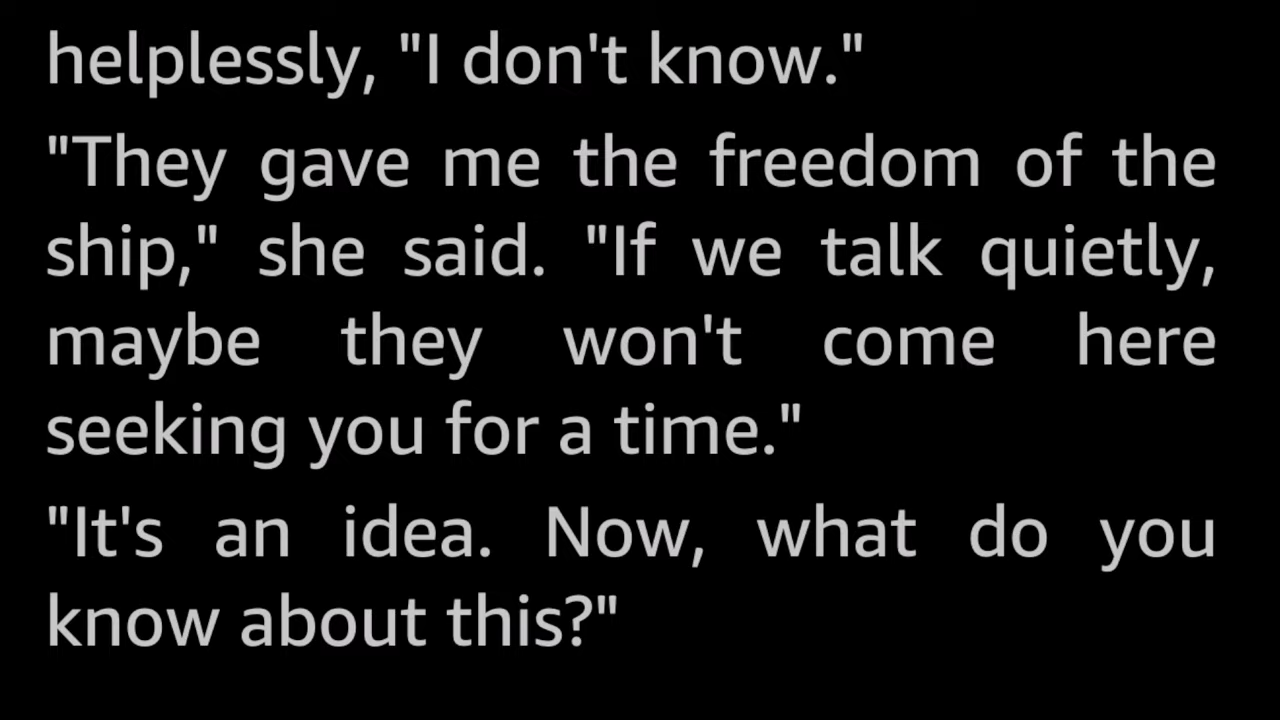 helplessly, "I don't know."
"They gave me the freedom of the
ship," she said. "If we talk quietly,
maybe they won't come here
seeking you for a time."
"It's an idea. Now, what do you
know about this?"